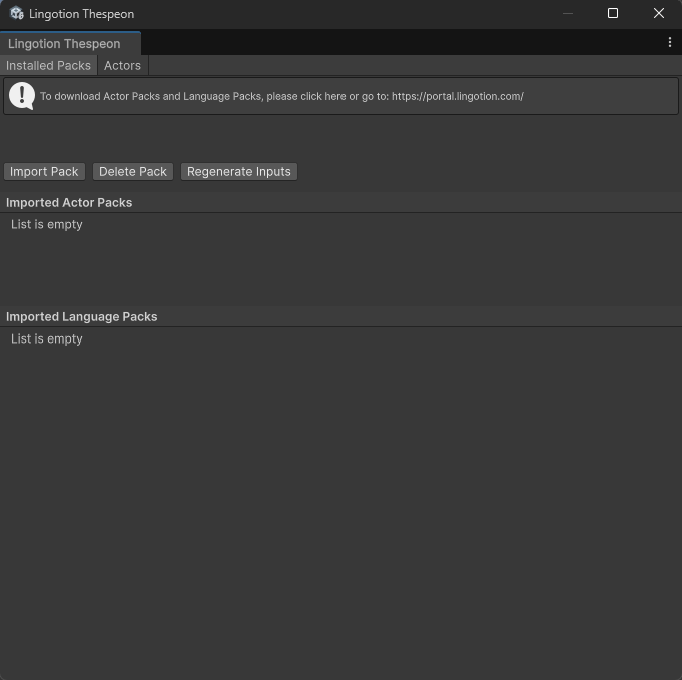 Lingotion Thespeon
Lingotion Thespeon
Installed Packs Actors
To download Actor Packs and Language Packs, please click here or go to: https://portal.lingotion.com/
Import Pack Delete Pack Regenerate Inputs
Imported Actor Packs
List is empty
Imported Language Packs
List is empty